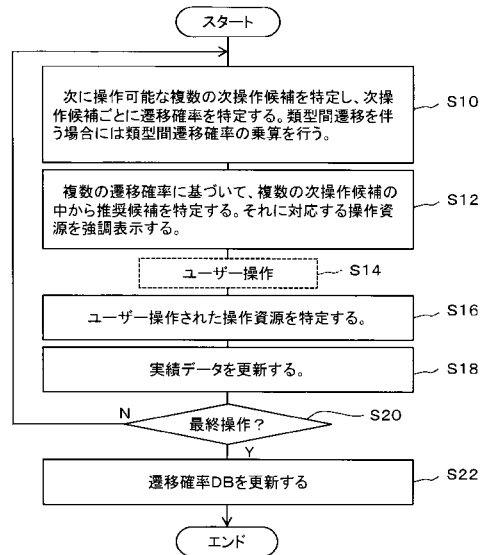 スタート
次に操作可能な複数の次操作候補を特定し、次操
作候補ごとに遷移確率を特定する。類型間遷移を伴
う場合には類型間遷移確率の乗算を行う。
S10
複数の遷移確率に基づいて、複数の次操作候補の
中から推奨候補を特定する。それに対応する操作資
源を強調表示する。
S12
ユーザー操作
S14
ユーザー操作された操作資源を特定する。
S16
実績データを更新する。
S18
N
最終操作？
S20
Y
遷移確率DBを更新する
S22
エンド